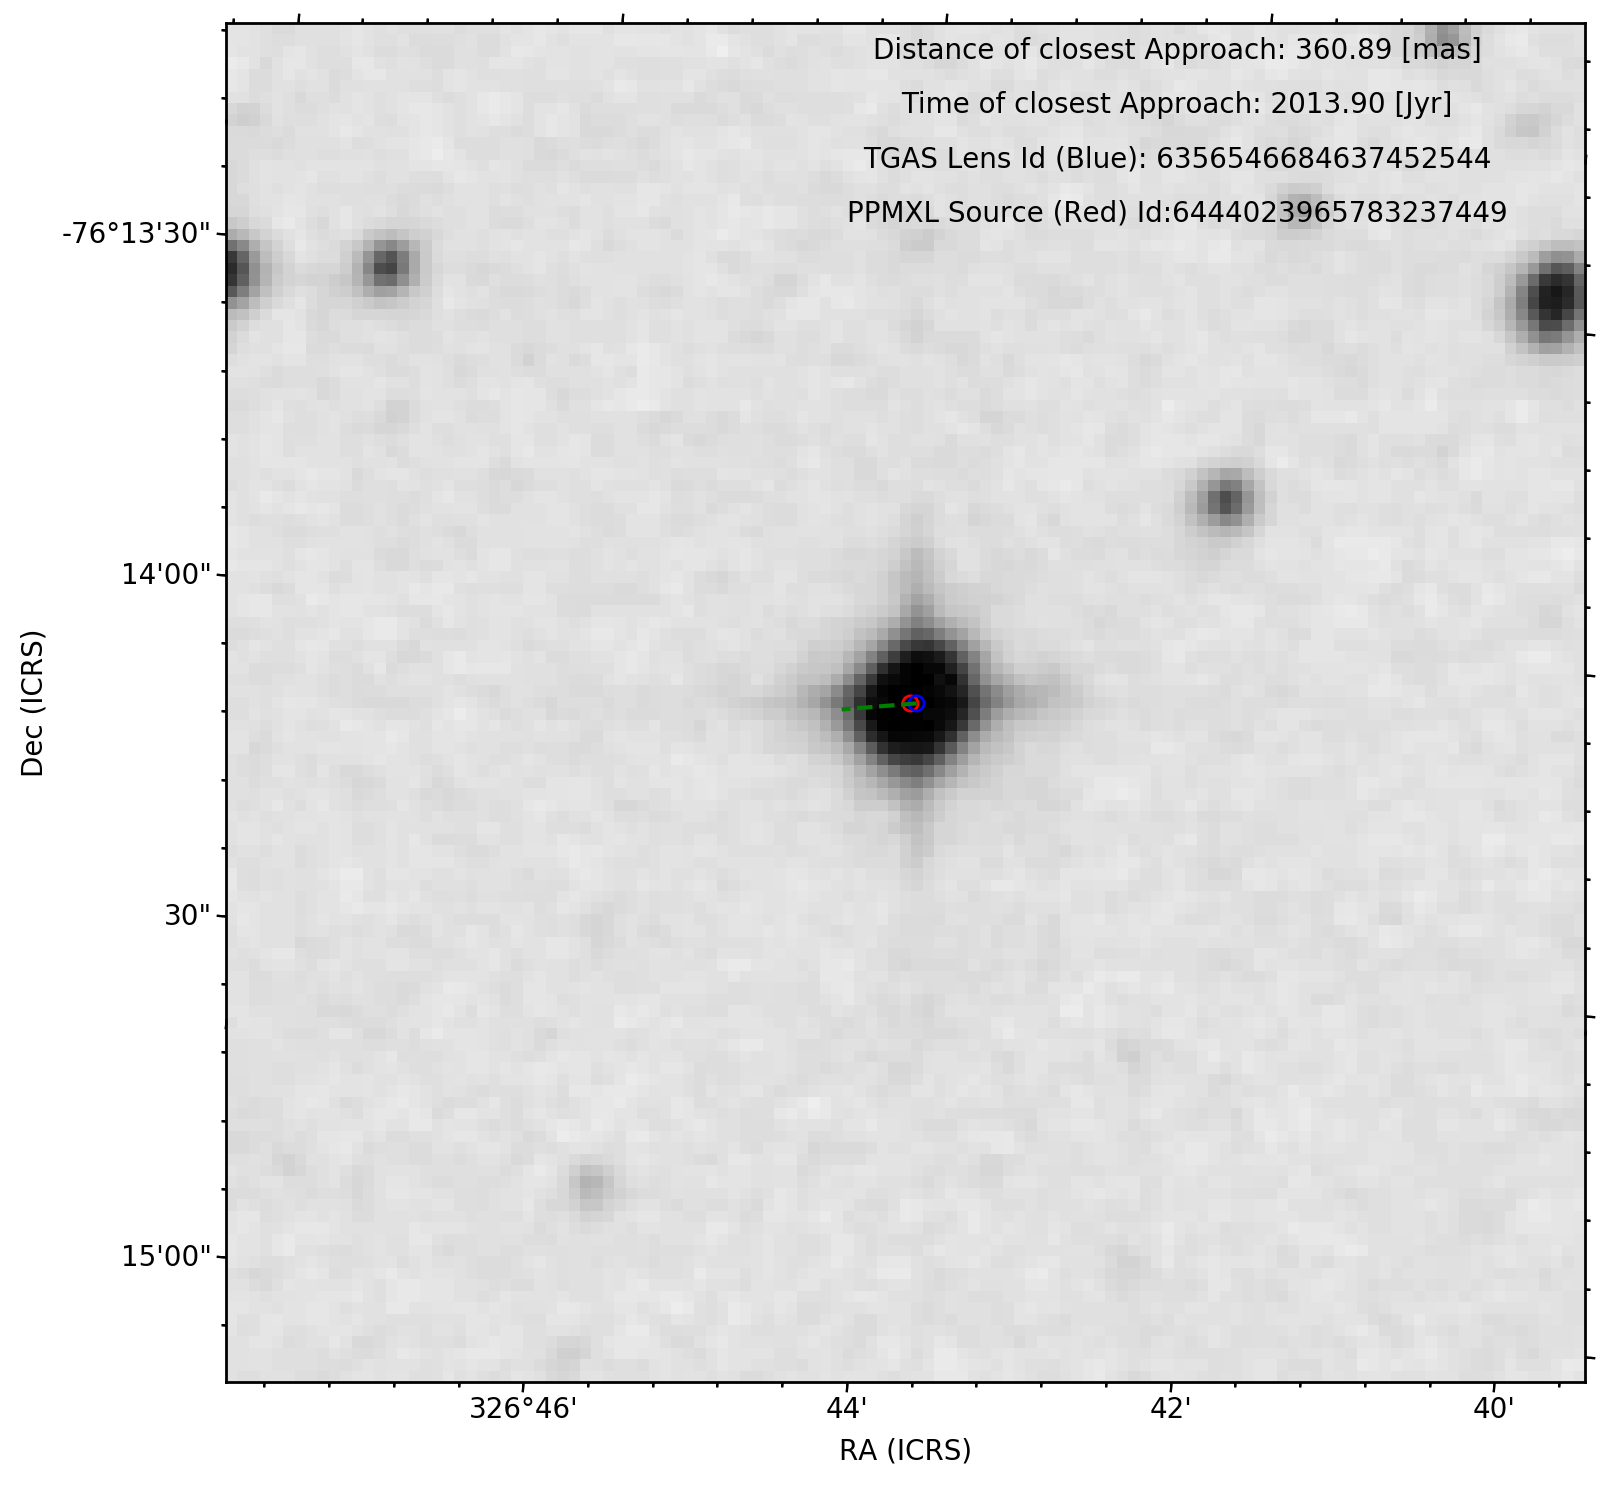 Distance of closest Approach: 360.89 [mas]
Time of closest Approach: 2013.90 [Jyr]
TGAS Lens Id (Blue): 6356546684637452544
PPMXL Source (Red) Id:6444023965783237449
-76°13'30"
14'00"
30"
15'00"
Dec (ICRS)
326°46'
44'
42'
40'
RA (ICRS)